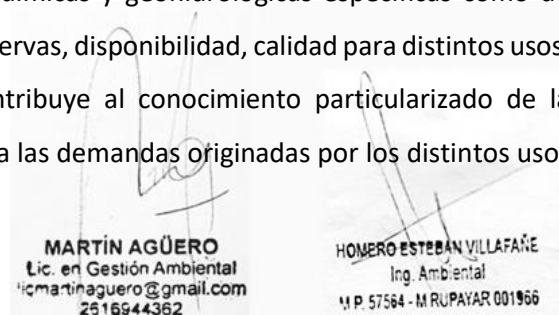 químicas y geohidrológicas específicas como
ervas, disponibilidad, calidad para distintos usos
ntribuye al conocimiento particularizado de la
a las demandas originadas por los distintos uso
MARTÍN AGÜERO
Lic. en Gestión Ambiental
licmartinaguero@gmail.com
2616944362
HOMERO ESTEBAN VILLAFAÑE
Ing. Ambiental
M.P. 57564 - M RUPAYAR 001966